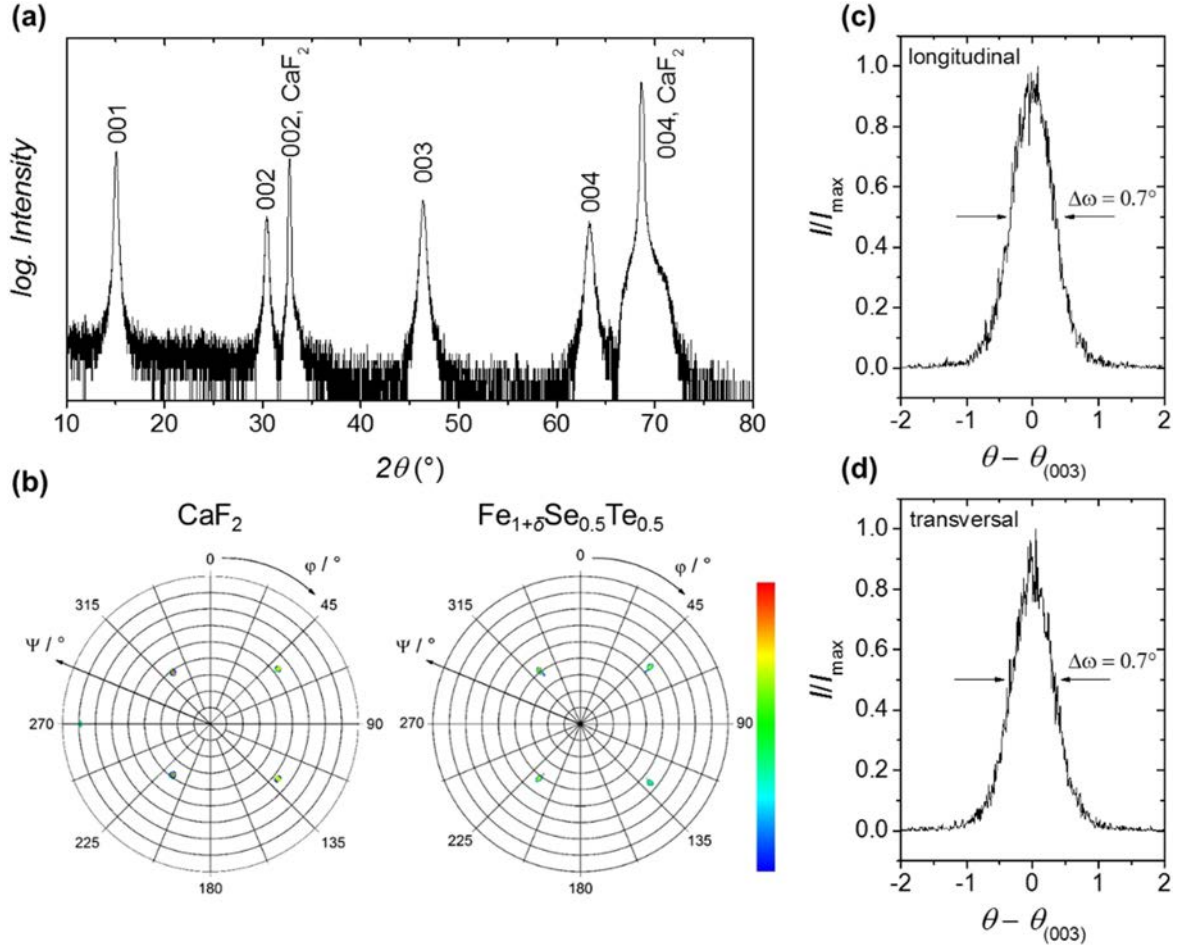 (a)
log. Intensity
001
002
002, CaF₂
003
004
004, CaF₂
10 20 30 40 50 60 70 80
2θ (°)
(b)
CaF₂
0
φ / °
45
90
135
180
225
270
315
Ψ / °
Fe₁₊δSe₀.₅Te₀.₅
0
φ / °
45
90
135
180
225
270
315
Ψ / °
(c)
longitudinal
I/Imax
1.0
0.8
0.6
0.4
0.2
0.0
Δω = 0.7°
-2 -1 0 1 2
θ – θ(003)
(d)
transversal
I/Imax
1.0
0.8
0.6
0.4
0.2
0.0
Δω = 0.7°
-2 -1 0 1 2
θ – θ(003)